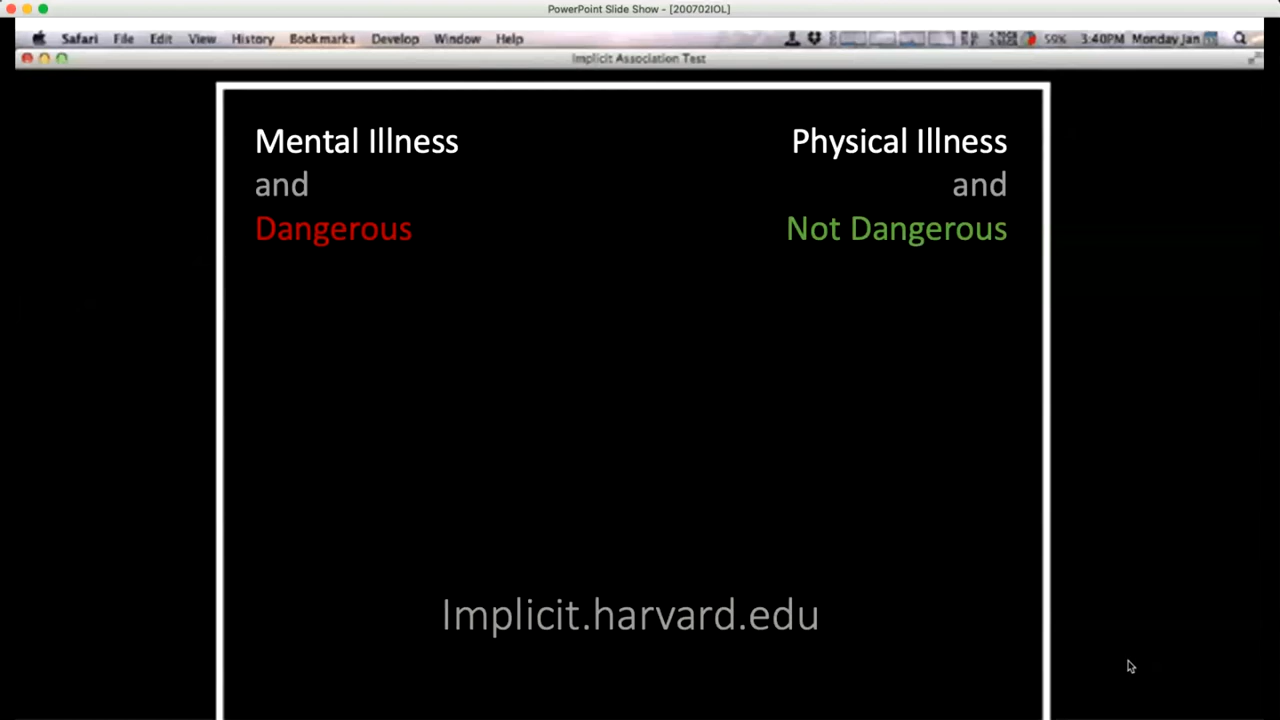 PowerPoint Slide Show - [200702IOL]
Safari File Edit View History Bookmarks Develop Window Help 59% 3:40PM Monday Jan
Implicit Association Test
Mental Illness
and
Dangerous
Physical Illness
and
Not Dangerous
Implicit.harvard.edu